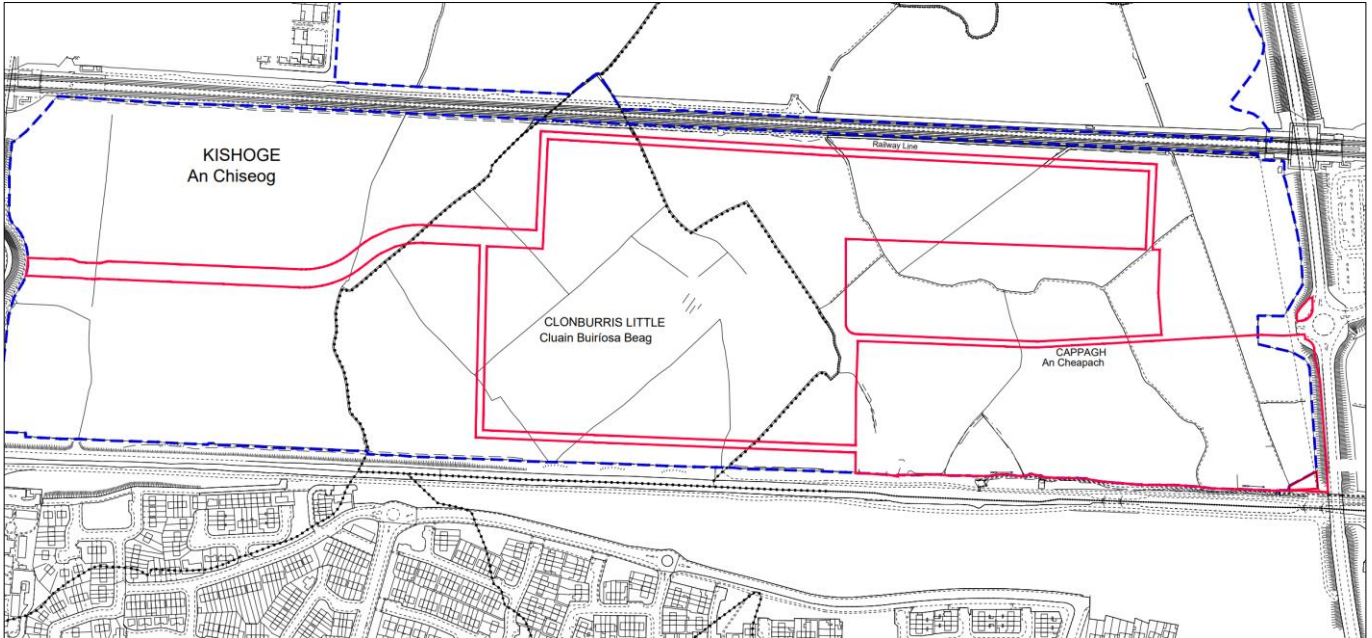 KISHOGE
An Chiseog
Railway Line
CLONBURRIS LITTLE
Cluain Buiríosa Beag
CAPPAGH
An Cheapach